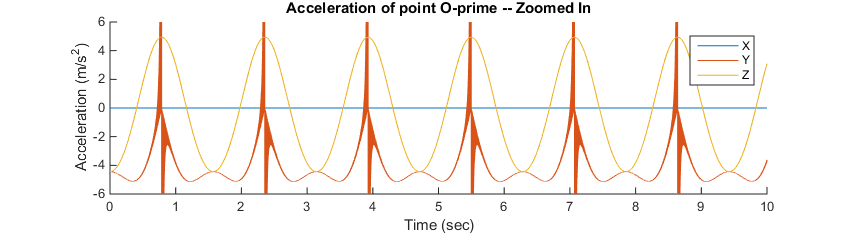 Acceleration of point O-prime -- Zoomed In
Acceleration (m/s²)
6
4
2
0
-2
-4
-6
X
Y
Z
0 1 2 3 4 5 6 7 8 9 10
Time (sec)